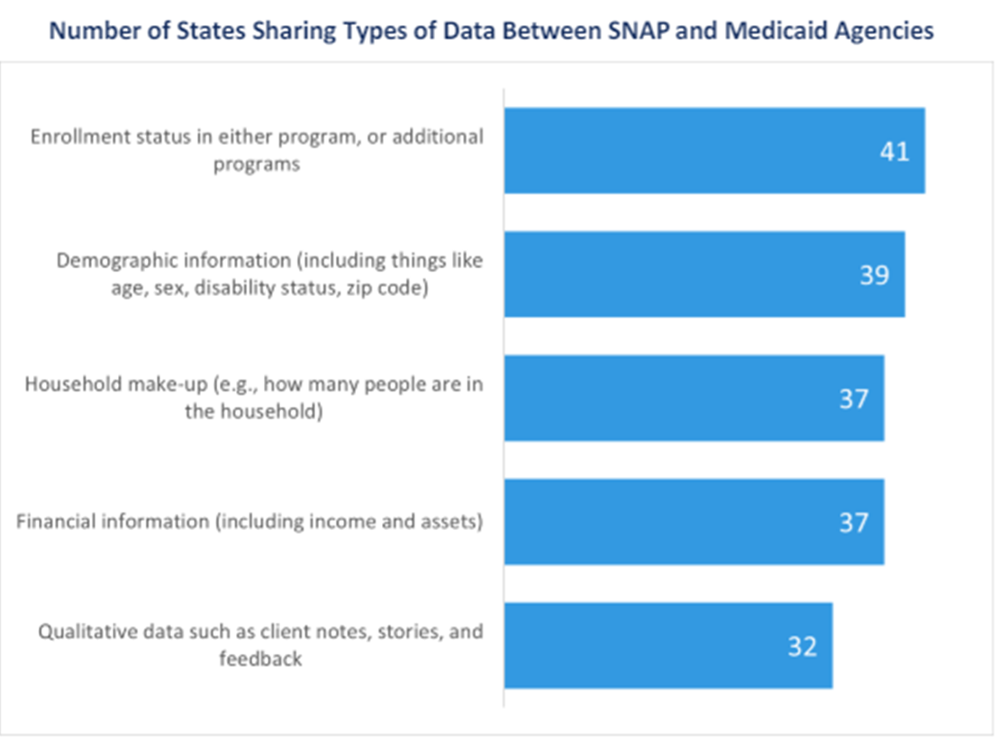 Number of States Sharing Types of Data Between SNAP and Medicaid Agencies
Enrollment status in either program, or additional
programs
41
Demographic information (including things like
age, sex, disability status, zip code)
39
Household make-up (e.g., how many people are in
the household)
37
Financial information (including income and assets)
37
Qualitative data such as client notes, stories, and
feedback
32